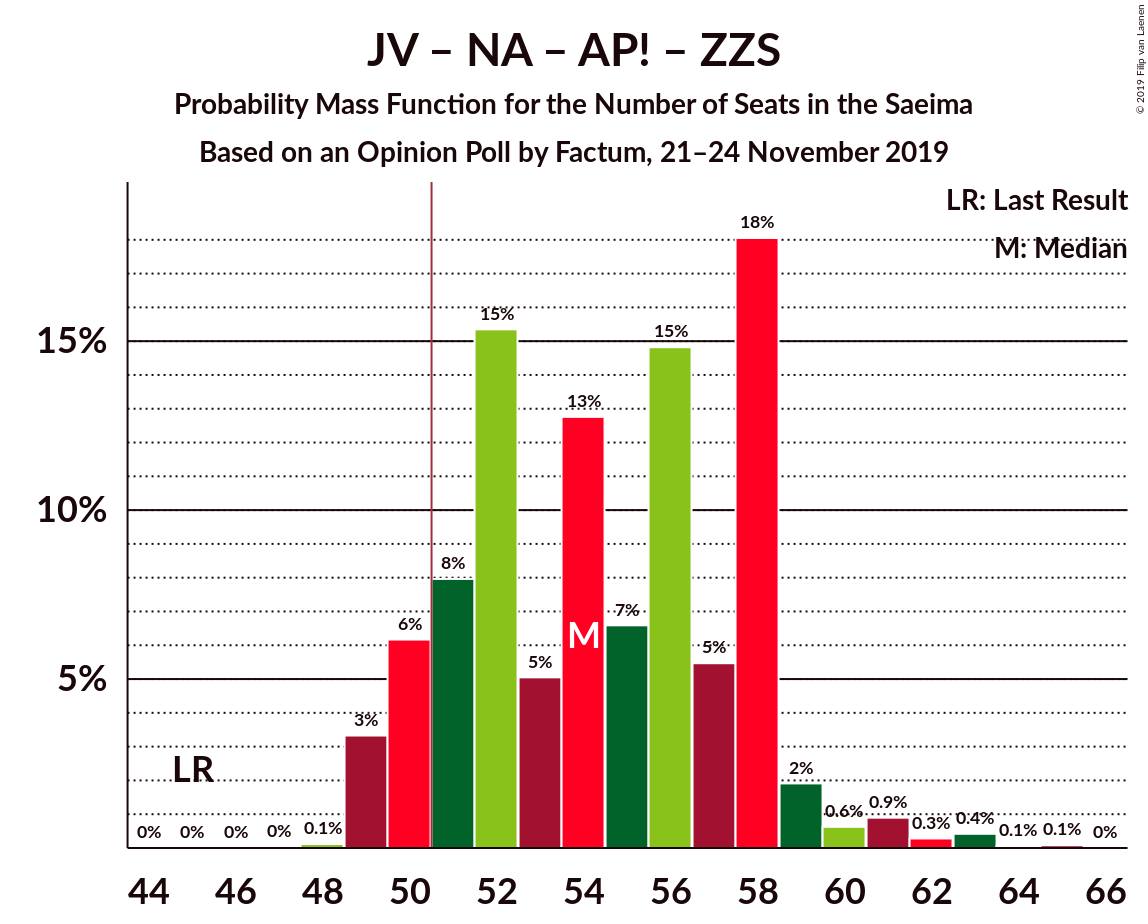 JV – NA – AP! – ZZS
Probability Mass Function for the Number of Seats in the Saeima
Based on an Opinion Poll by Factum, 21–24 November 2019
© 2019 Filip van Laenen
LR: Last Result
M: Median
15%
10%
5%
LR
M
0%
0%
0%
0%
0.1%
3%
6%
8%
15%
5%
13%
7%
15%
5%
18%
2%
0.6%
0.9%
0.3%
0.4%
0.1%
0.1%
0%
44 46 48 50 52 54 56 58 60 62 64 66